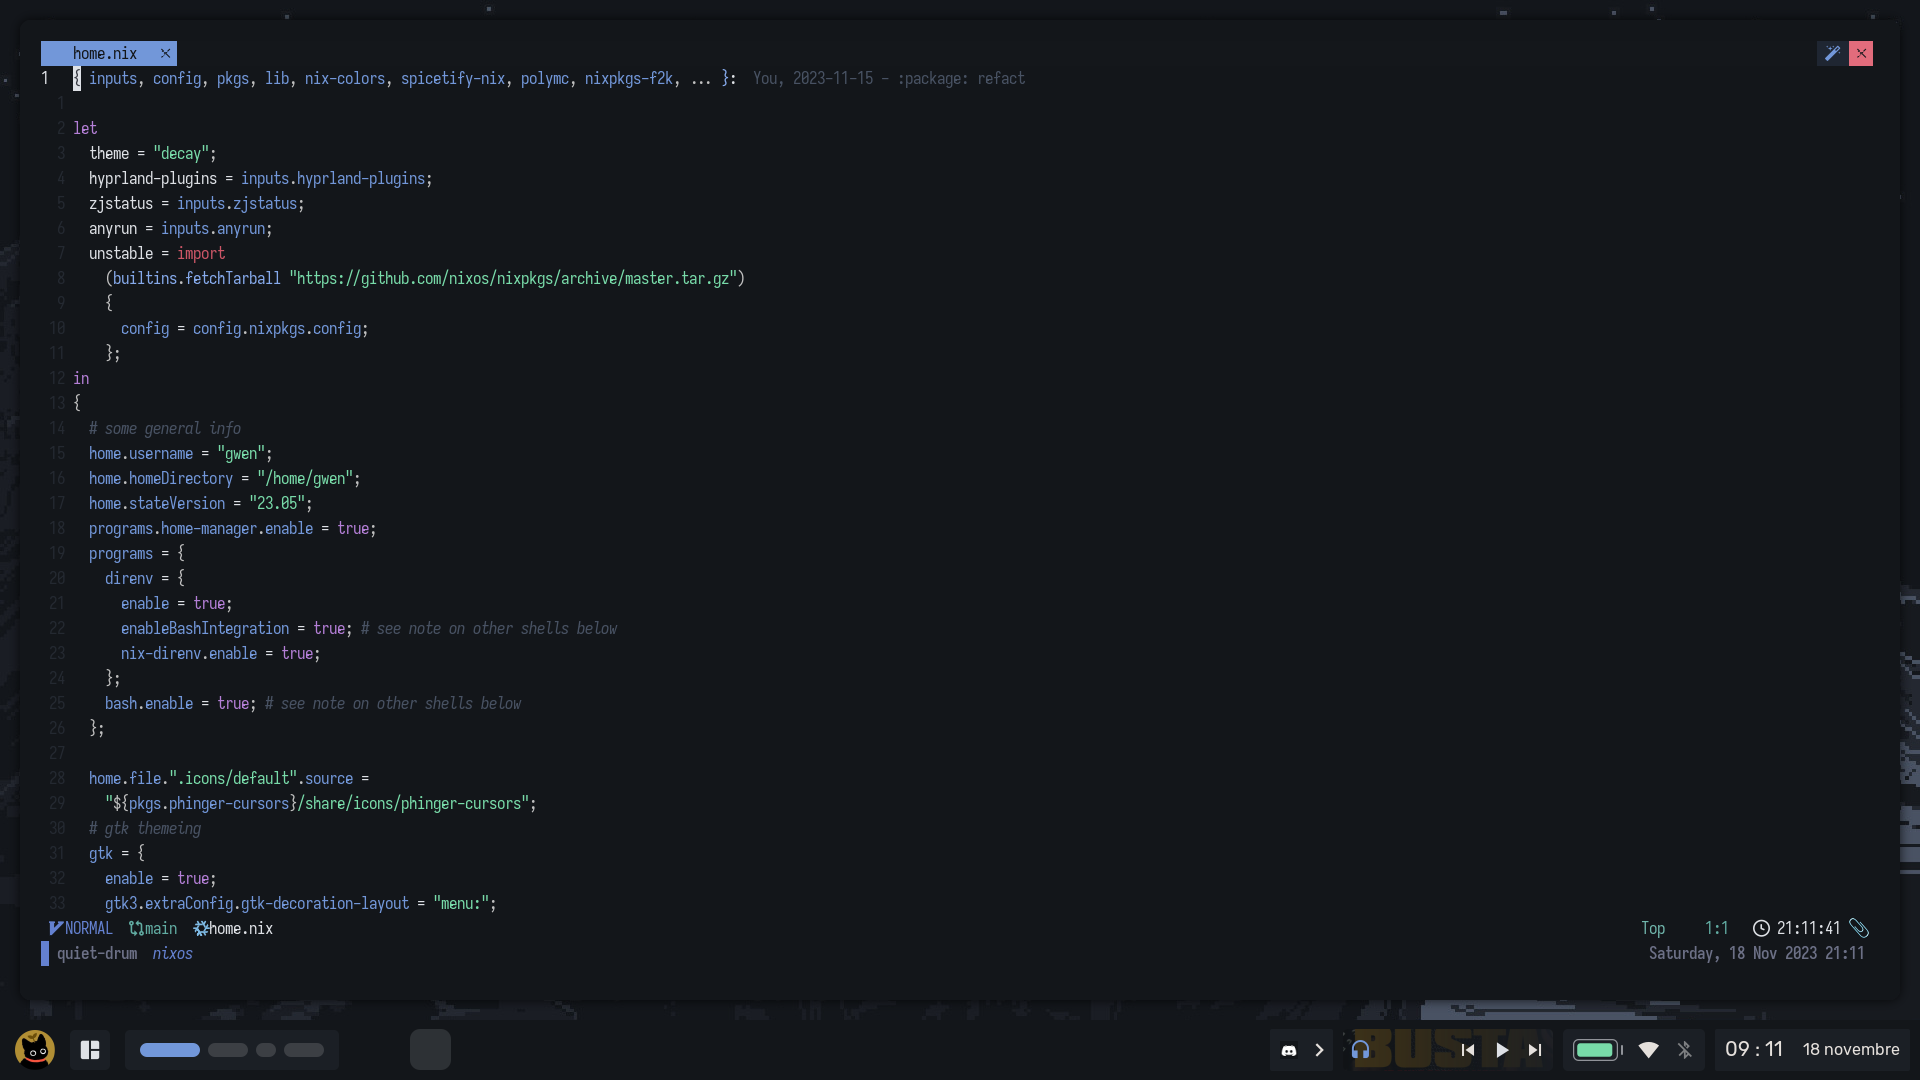 home.nix
1 { inputs, config, pkgs, lib, nix-colors, spicetify-nix, polymc, nixpkgs-f2k, ... }: You, 2023-11-15 - :package: refact
1
2 let
3 theme = "decay";
4 hyprland-plugins = inputs.hyprland-plugins;
5 zjstatus = inputs.zjstatus;
6 anyrun = inputs.anyrun;
7 unstable = import
8 (builtins.fetchTarball "https://github.com/nixos/nixpkgs/archive/master.tar.gz")
9 {
10 config = config.nixpkgs.config;
11 };
12 in
13 {
14 # some general info
15 home.username = "gwen";
16 home.homeDirectory = "/home/gwen";
17 home.stateVersion = "23.05";
18 programs.home-manager.enable = true;
19 programs = {
20 direnv = {
21 enable = true;
22 enableBashIntegration = true; # see note on other shells below
23 nix-direnv.enable = true;
24 };
25 bash.enable = true; # see note on other shells below
26 };
27
28 home.file.".icons/default".source =
29 "${pkgs.phinger-cursors}/share/icons/phinger-cursors";
30 # gtk themeing
31 gtk = {
32 enable = true;
33 gtk3.extraConfig.gtk-decoration-layout = "menu:";
NORMAL main home.nix Top 1:1 21:11:41
quiet-drum nixos Saturday, 18 Nov 2023 21:11
BUSTA 09 : 11 18 novembre